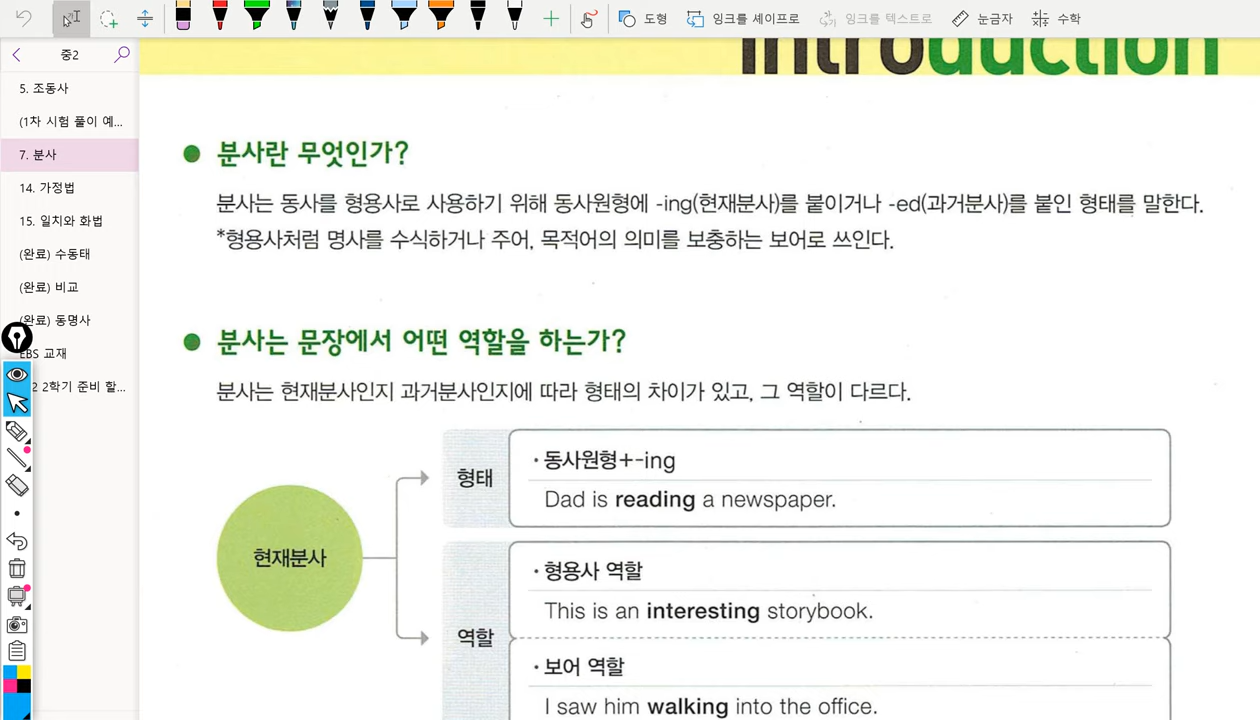 도형
잉크를 셰이프로
잉크를 텍스트로
눈금자
수학
중2
5. 조동사
(1차 시험 풀이 예...
7. 분사
14. 가정법
15. 일치와 화법
(완료) 수동태
(완료) 비교
(완료) 동명사
EBS 교재
2 2학기 준비 할...
introduction
분사란 무엇인가?
분사는 동사를 형용사로 사용하기 위해 동사원형에 -ing(현재분사)를 붙이거나 -ed(과거분사)를 붙인 형태를 말한다.
*형용사처럼 명사를 수식하거나 주어, 목적어의 의미를 보충하는 보어로 쓰인다.
분사는 문장에서 어떤 역할을 하는가?
분사는 현재분사인지 과거분사인지에 따라 형태의 차이가 있고, 그 역할이 다르다.
현재분사
형태
· 동사원형+-ing
Dad is reading a newspaper.
역할
· 형용사 역할
This is an interesting storybook.
· 보어 역할
I saw him walking into the office.